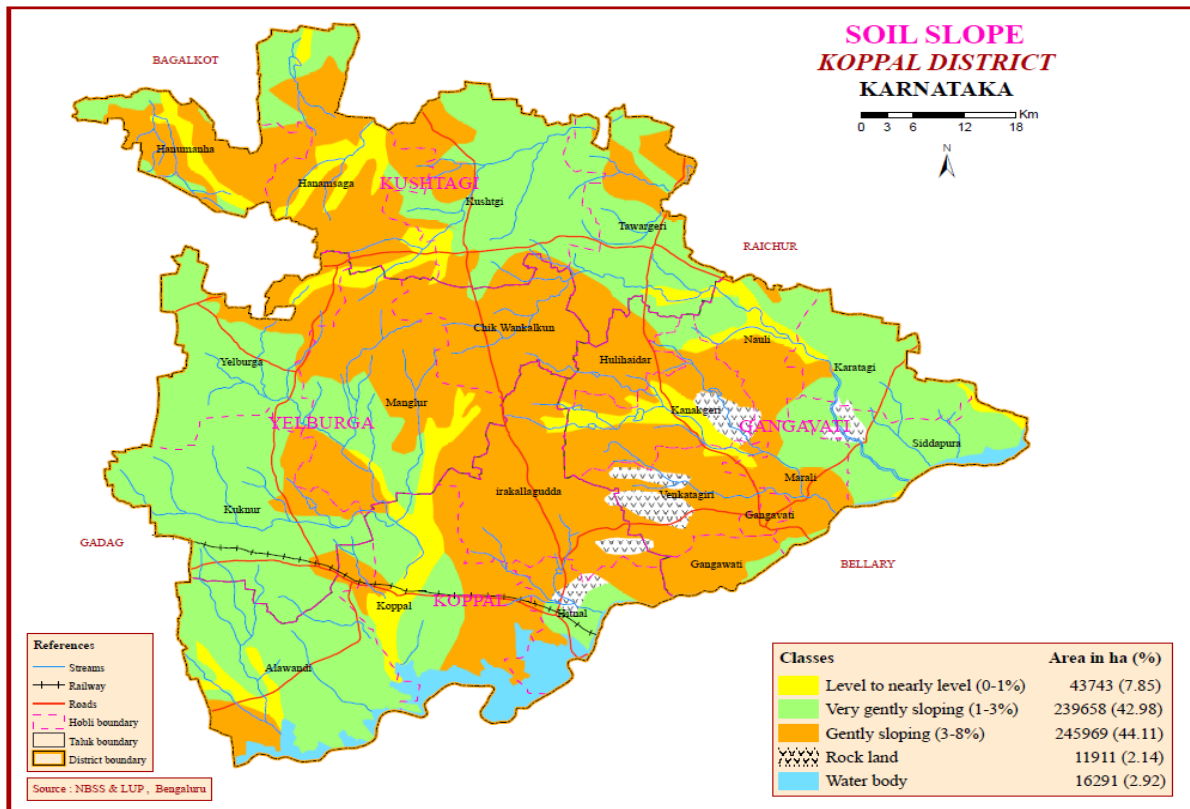 SOIL SLOPE
KOPPAL DISTRICT
KARNATAKA
Km
0 3 6 12 18
N
BAGALKOT
Hanumanha
Hanamsaga
KUSHTAGI
Kushtgi
Tawargeri
RAICHUR
Chik Wankalkun
Nauli
Yelburga
Hulihaidar
Karatagi
Manglur
Kanakgeri
YELBURGA
GANGAVATI
Siddapura
Marali
irakallagudda
Venkatagiri
Kuknur
Gangavati
GADAG
Gangawati
BELLARY
Koppal
KOPPAL
Hitnal
Alawandi
References
Streams
Railway
Roads
Hobli boundary
Taluk boundary
District boundary
Source : NBSS & LUP , Bengaluru
Classes Area in ha (%)
Level to nearly level (0-1%) 43743 (7.85)
Very gently sloping (1-3%) 239658 (42.98)
Gently sloping (3-8%) 245969 (44.11)
Rock land 11911 (2.14)
Water body 16291 (2.92)